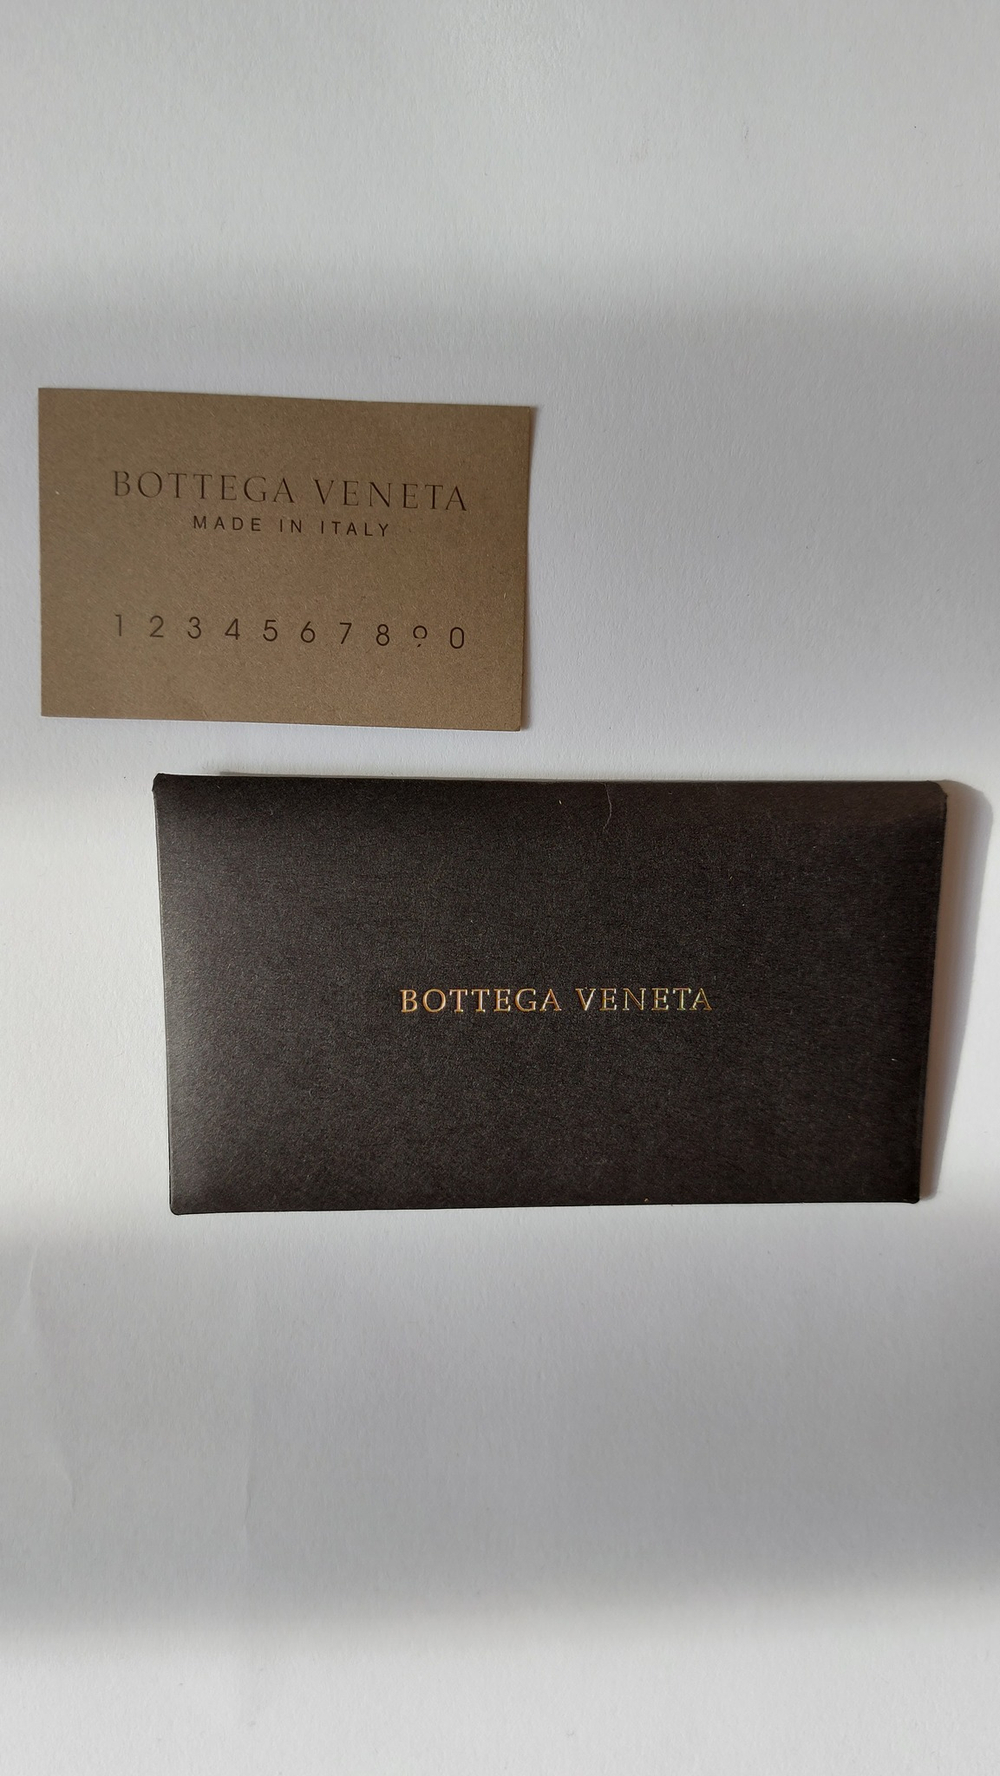 BOTTEGA VENETA
MADE IN ITALY
1 2 3 4 5 6 7 8 9 0
BOTTEGA VENETA